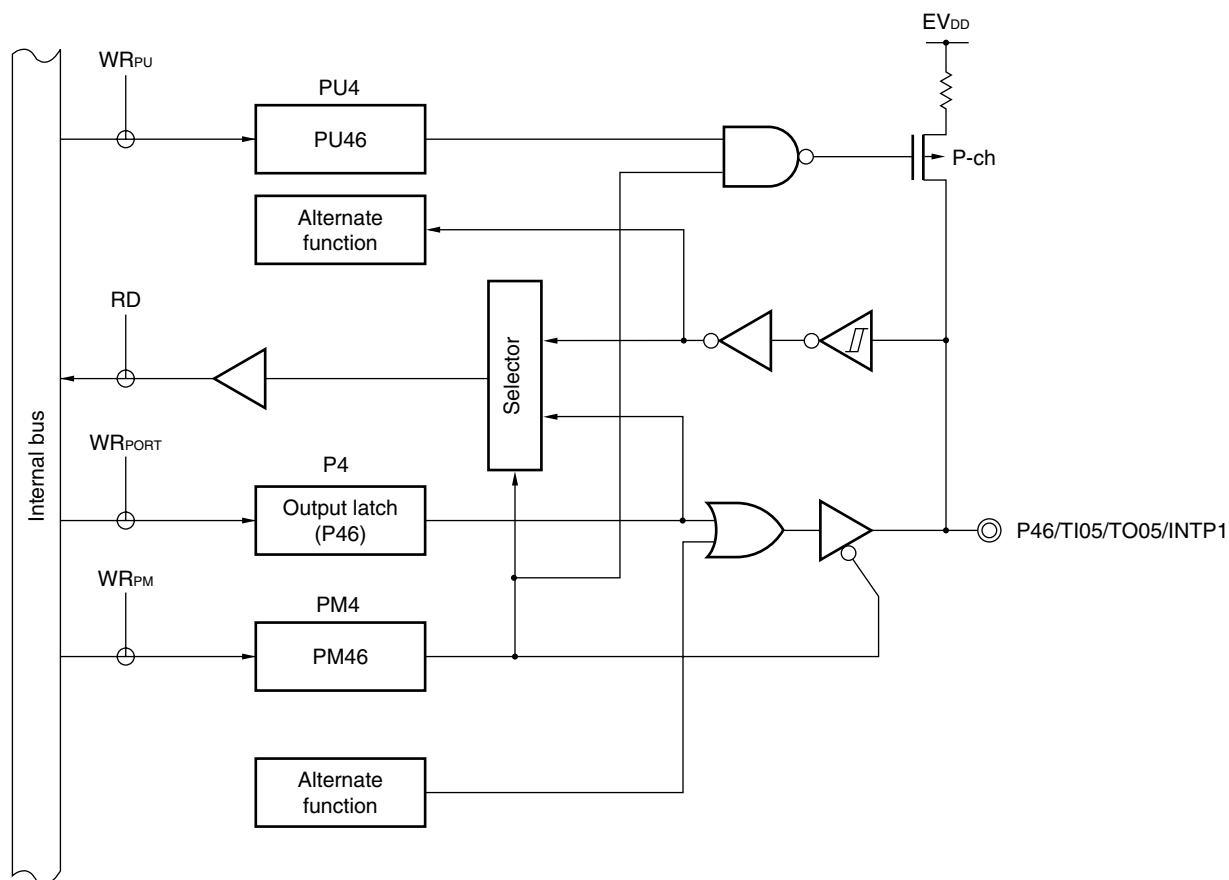 EVDD
WRPU
PU4
PU46
P-ch
Alternate
function
RD
Selector
Internal bus
WRPORT
P4
Output latch
(P46)
P46/TI05/TO05/INTP1
WRPM
PM4
PM46
Alternate
function